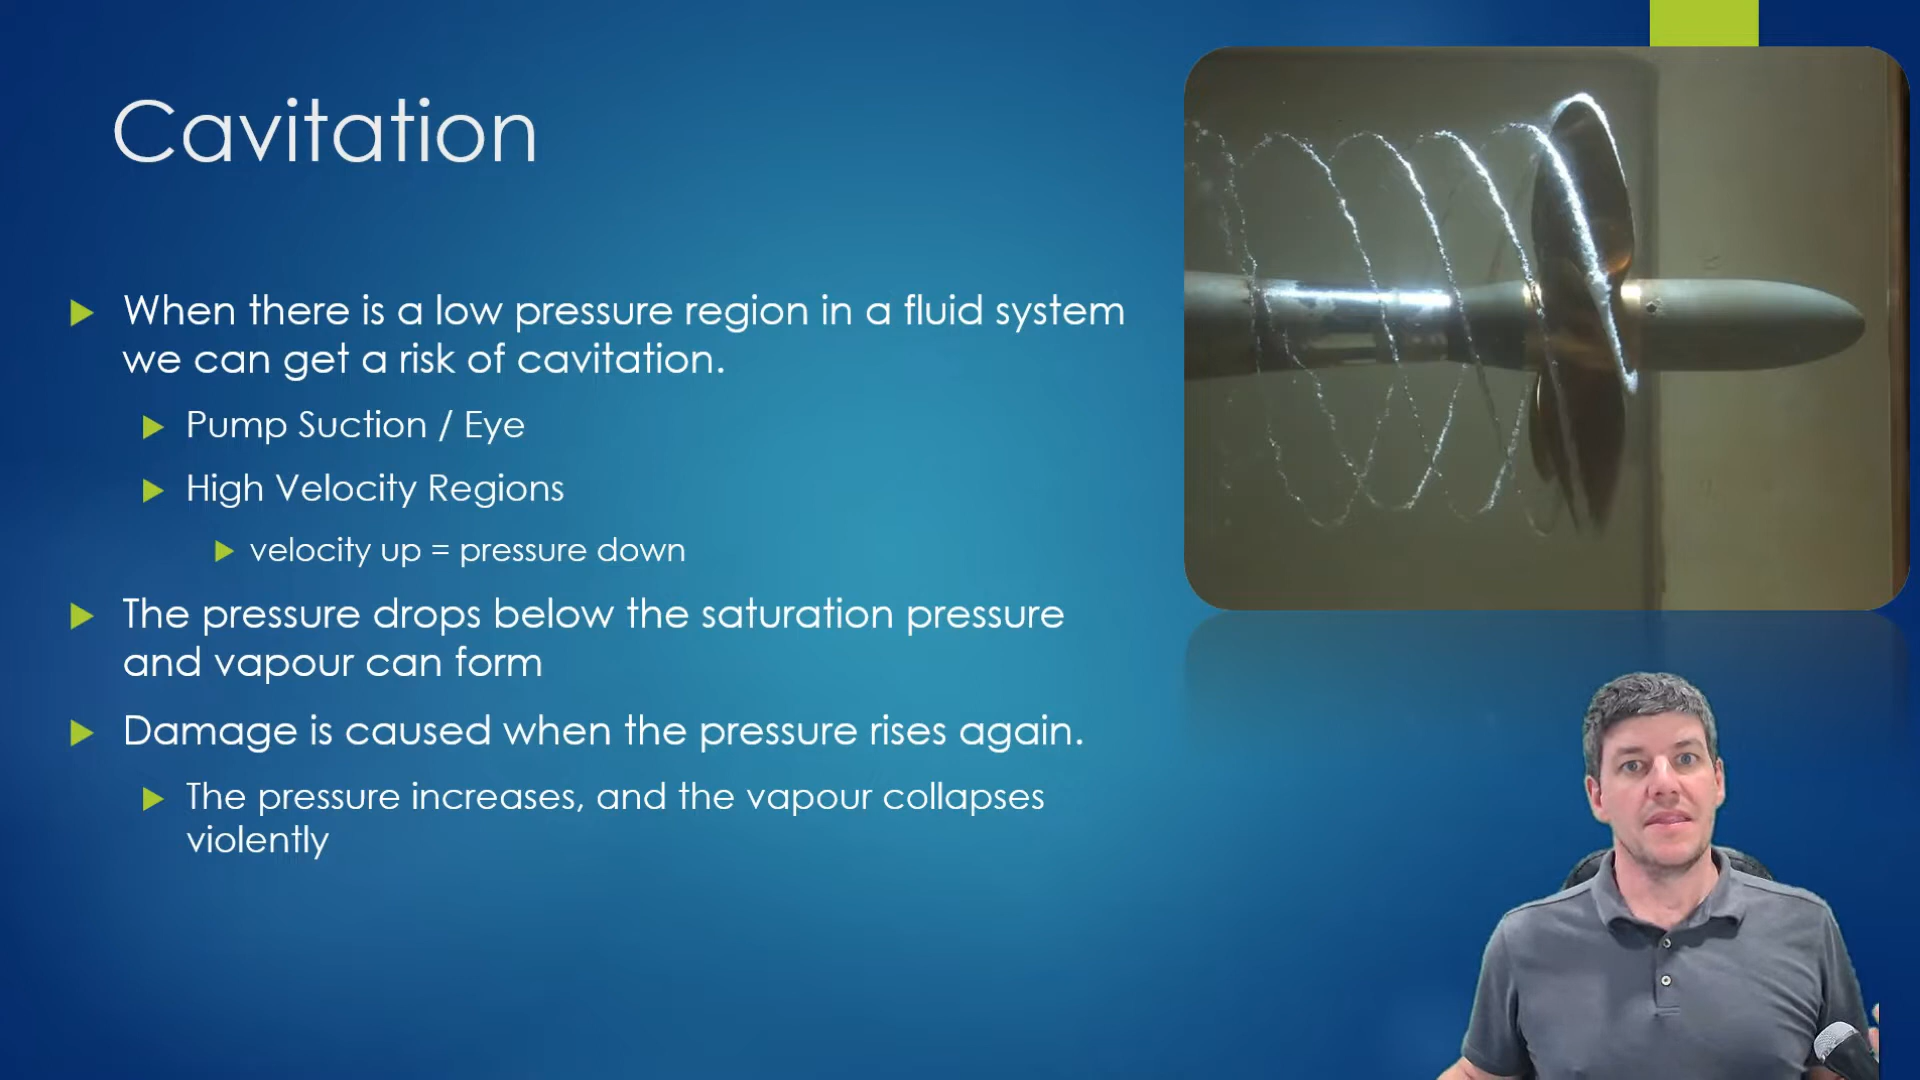 Cavitation
When there is a low pressure region in a fluid system
we can get a risk of cavitation.
Pump Suction / Eye
High Velocity Regions
velocity up = pressure down
The pressure drops below the saturation pressure
and vapour can form
Damage is caused when the pressure rises again.
The pressure increases, and the vapour collapses
violently